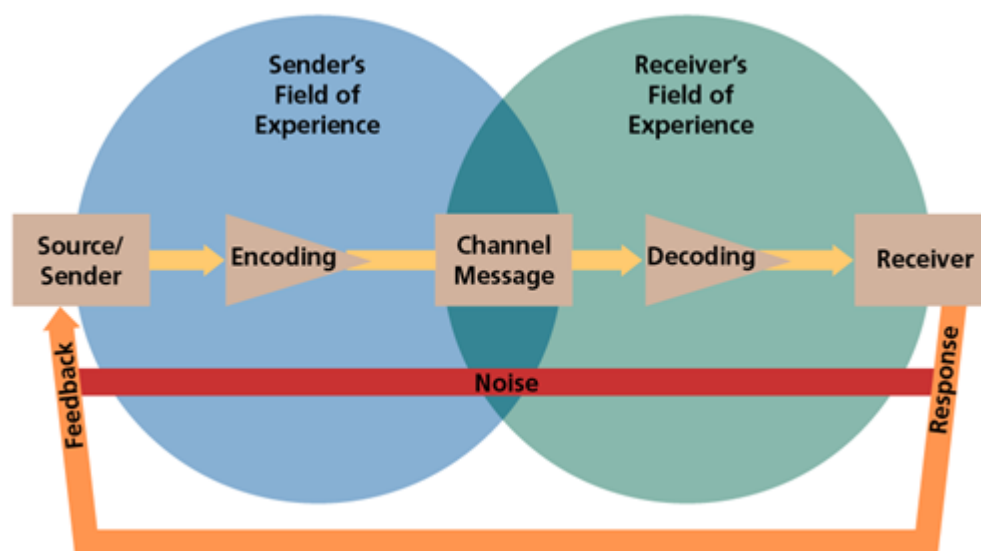 Sender's
Field of
Experience
Receiver's
Field of
Experience
Source/
Sender
Encoding
Channel
Message
Decoding
Receiver
Feedback
Noise
Response